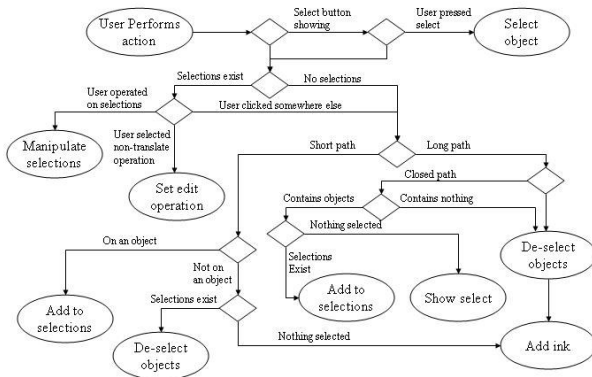 User Performs
action
Select button
showing
User pressed
select
Select
object
Selections exist
No selections
User operated
on selections
User clicked somewhere else
Manipulate
selections
User selected
non-translate
operation
Set edit
operation
Short path
Long path
Closed path
Contains objects
Contains nothing
Nothing selected
On an object
Not on
an object
Selections
Exist
De-select
objects
Add to
selections
Selections exist
Add to
selections
Show select
De-select
objects
Nothing selected
Add ink